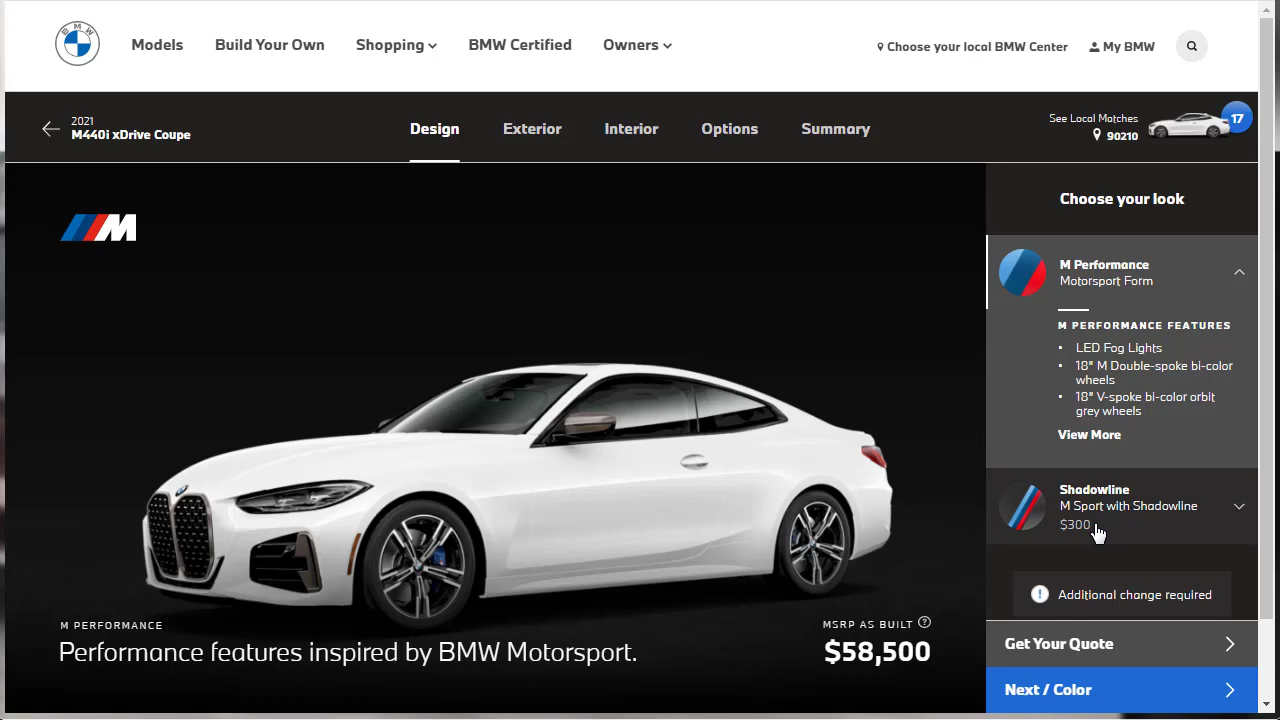 BMW
Models
Build Your Own
Shopping
BMW Certified
Owners
Choose your local BMW Center
My BMW
2021
M440i xDrive Coupe
Design
Exterior
Interior
Options
Summary
See Local Matches
90210
17
M
Choose your look
M Performance
Motorsport Form
M PERFORMANCE FEATURES
• LED Fog Lights
• 18" M Double-spoke bi-color
wheels
• 18" V-spoke bi-color orbit
grey wheels
View More
Shadowline
M Sport with Shadowline
$300
! Additional change required
M PERFORMANCE
Performance features inspired by BMW Motorsport.
MSRP AS BUILT ?
$58,500
Get Your Quote
Next / Color